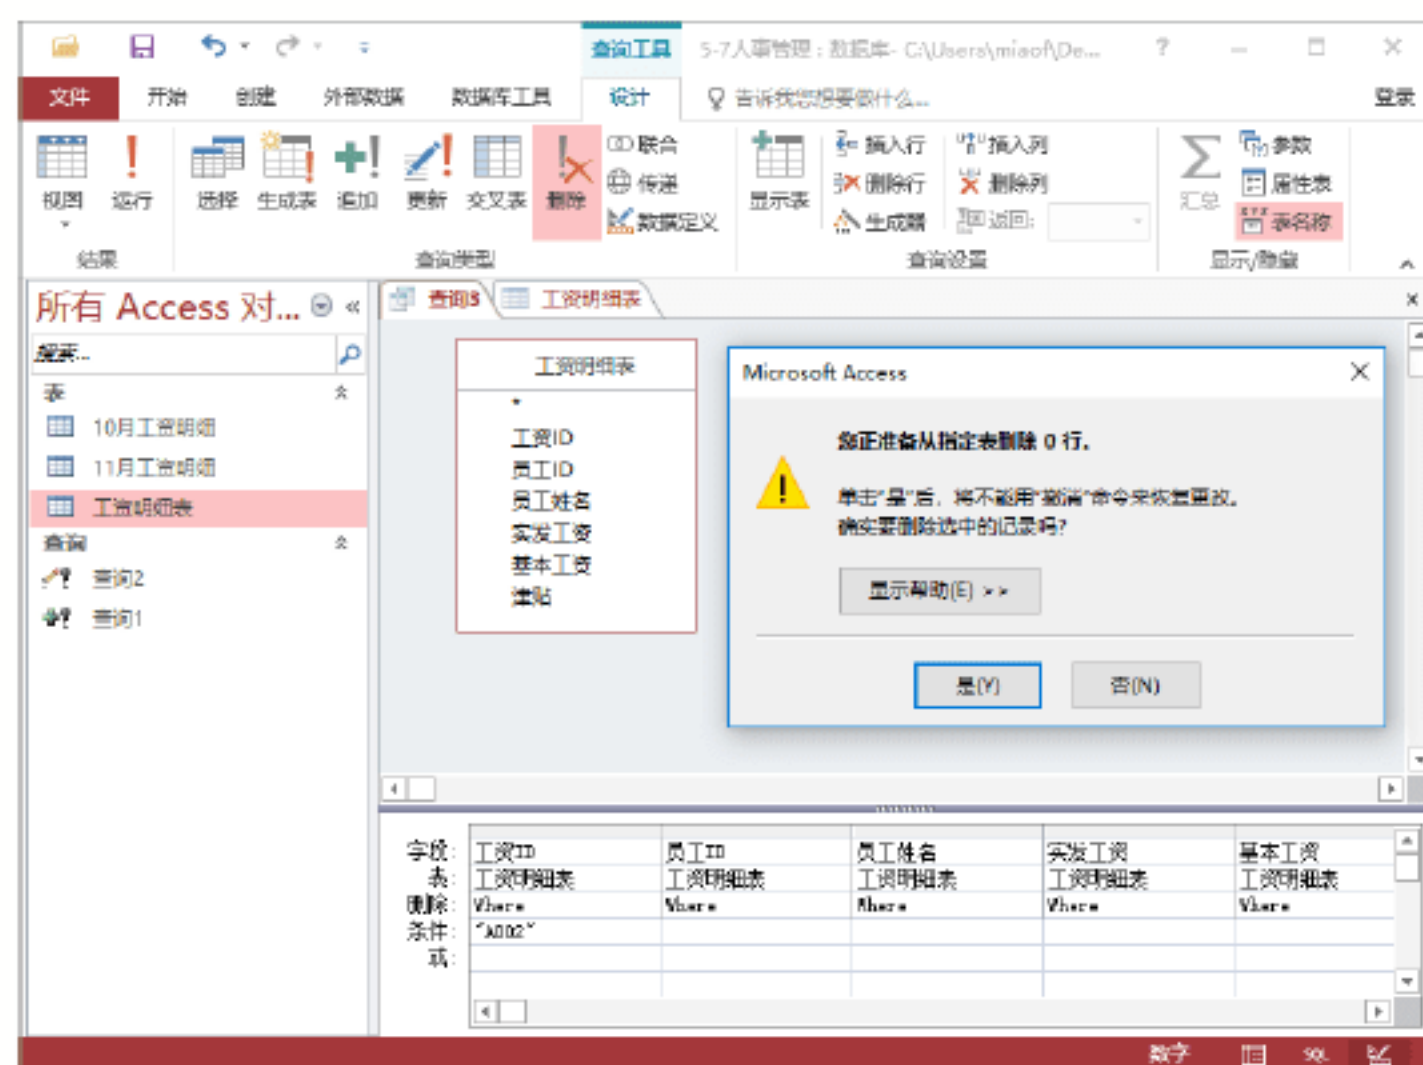 查询工具
5-7人事管理：数据库- C:\Users\miaof\De...
?
文件 开始 创建 外部数据 数据库工具 设计 告诉我您想要做什么... 登录
视图 运行 选择 生成表 追加 更新 交叉表 删除
联合
传递
数据定义
显示表
插入行
删除行
生成器
插入列
删除列
返回:
汇总
参数
属性表
表名称
结果 查询类型 查询设置 显示/隐藏
所有 Access 对...
搜索...
表
10月工资明细
11月工资明细
工资明细表
查询
查询2
查询1
查询3 工资明细表
工资明细表
*
工资ID
员工ID
员工姓名
实发工资
基本工资
津贴
Microsoft Access
您正准备从指定表删除 0 行。
单击“是”后，将不能用“撤消”命令来恢复更改。
确实要删除选中的记录吗?
显示帮助(E) >>
是(Y) 否(N)
字段: 工资ID 员工ID 员工姓名 实发工资 基本工资
表: 工资明细表 工资明细表 工资明细表 工资明细表 工资明细表
删除: Where Where Where Where Where
条件: "A002"
或:
数字 SQL